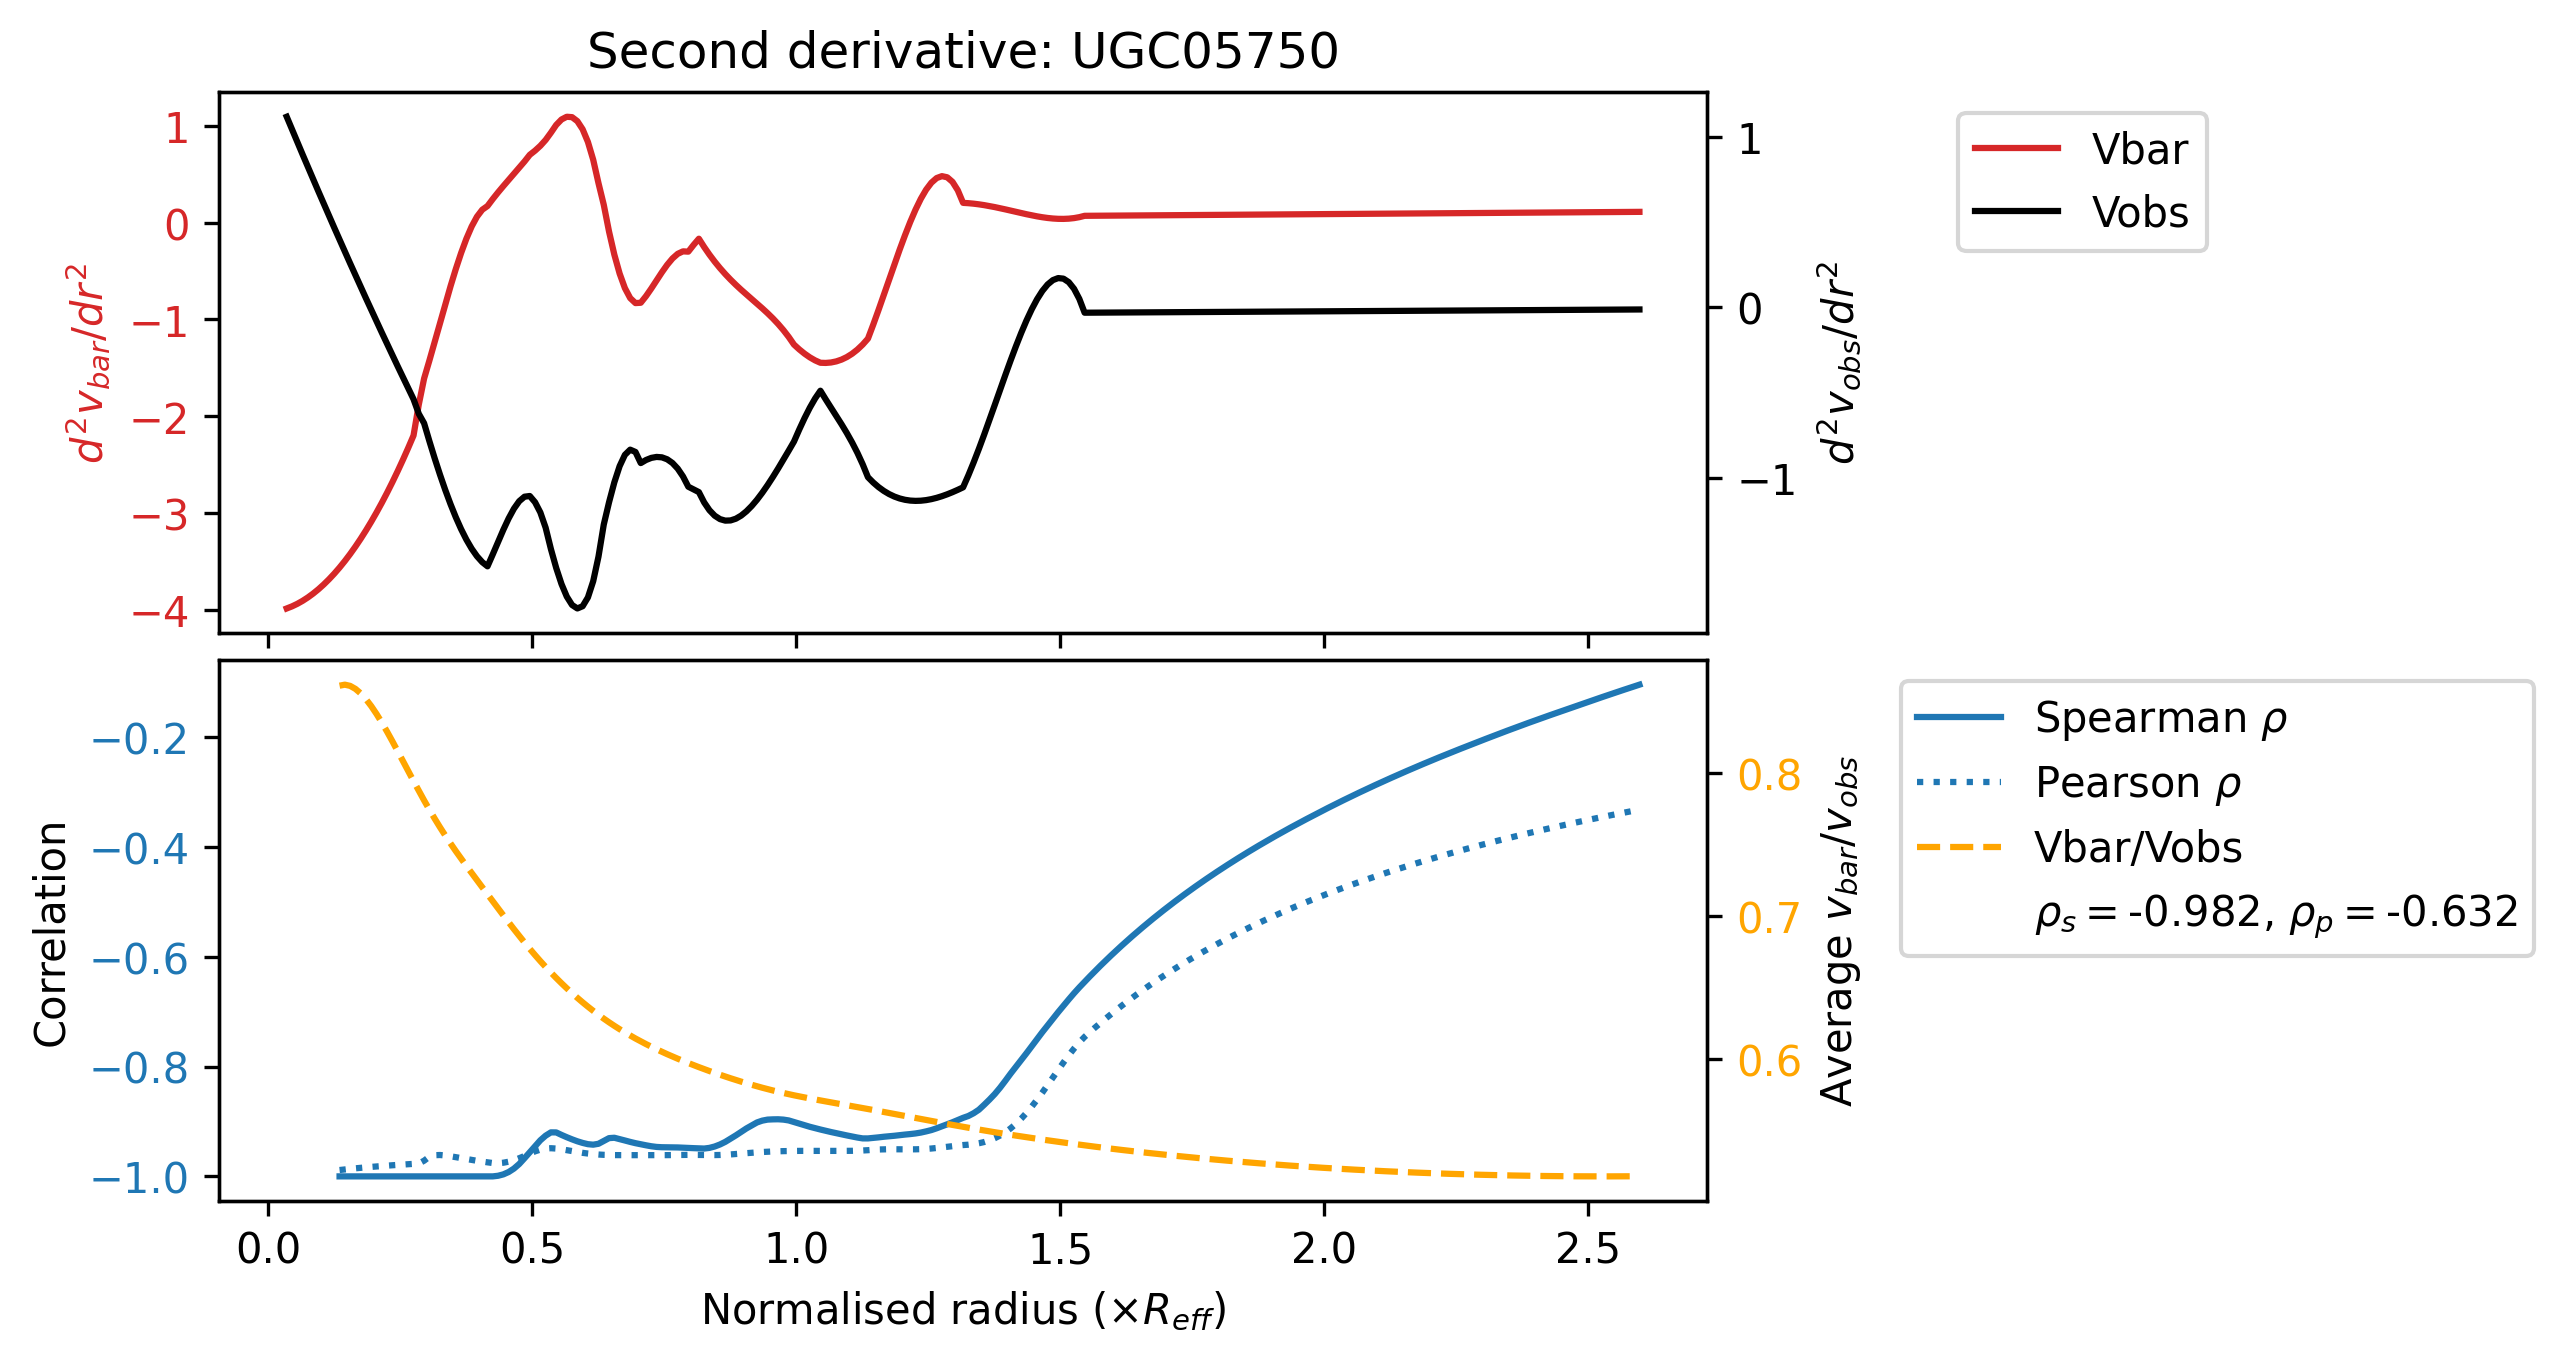 Second derivative: UGC05750
1
0
−1
−2
−3
−4
d²v_bar/dr²
1
0
−1
d²v_obs/dr²
Vbar
Vobs
−0.2
−0.4
−0.6
−0.8
−1.0
Correlation
0.8
0.7
0.6
Average v_bar/v_obs
Spearman ρ
Pearson ρ
Vbar/Vobs
ρ_s = -0.982, ρ_p = -0.632
0.0 0.5 1.0 1.5 2.0 2.5
Normalised radius (×R_eff)